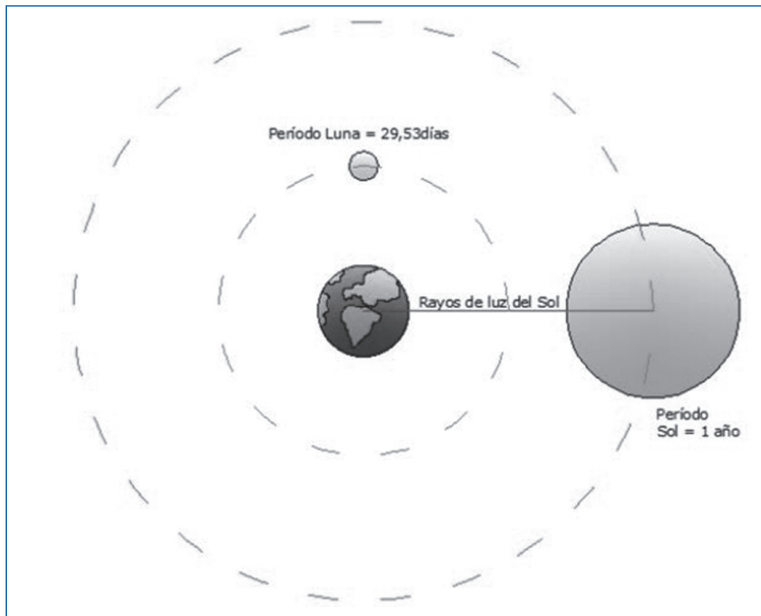 Período Luna = 29,53días
Rayos de luz del Sol
Período
Sol = 1 año